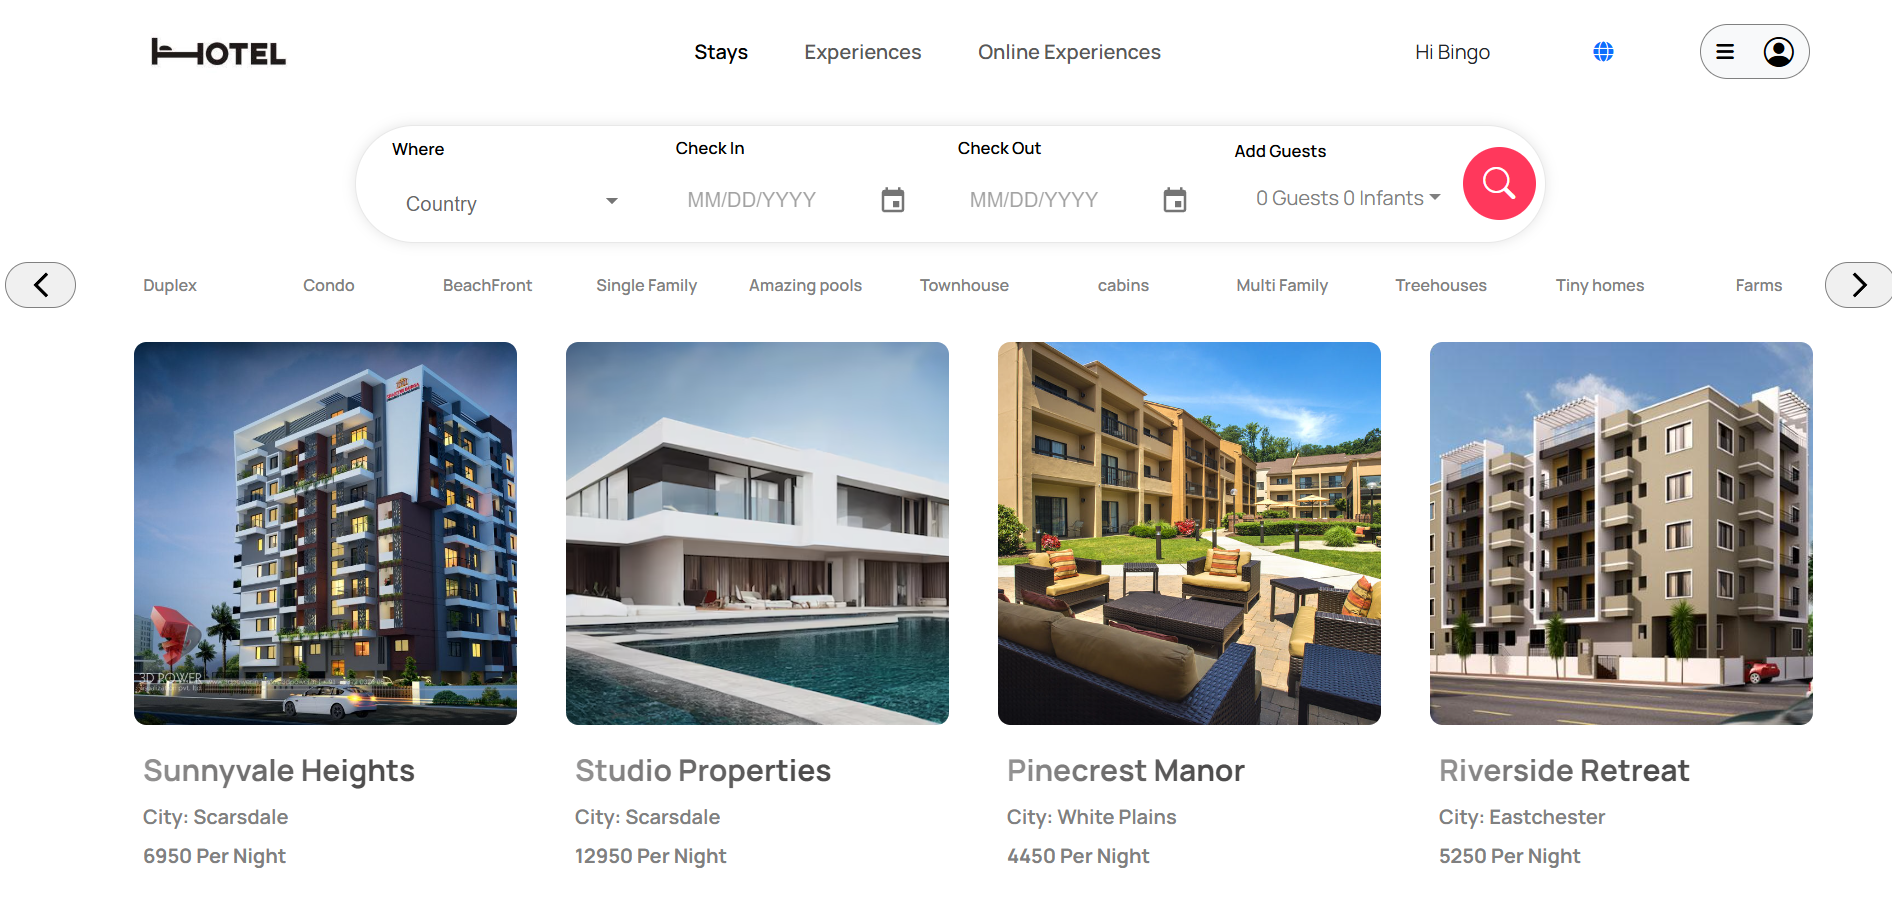 HOTEL
Stays Experiences Online Experiences Hi Bingo
Where Check In Check Out Add Guests
Country MM/DD/YYYY MM/DD/YYYY 0 Guests 0 Infants
Duplex Condo BeachFront Single Family Amazing pools Townhouse cabins Multi Family Treehouses Tiny homes Farms
3D POWER
Sunnyvale Heights
City: Scarsdale
6950 Per Night
Studio Properties
City: Scarsdale
12950 Per Night
Pinecrest Manor
City: White Plains
4450 Per Night
Riverside Retreat
City: Eastchester
5250 Per Night